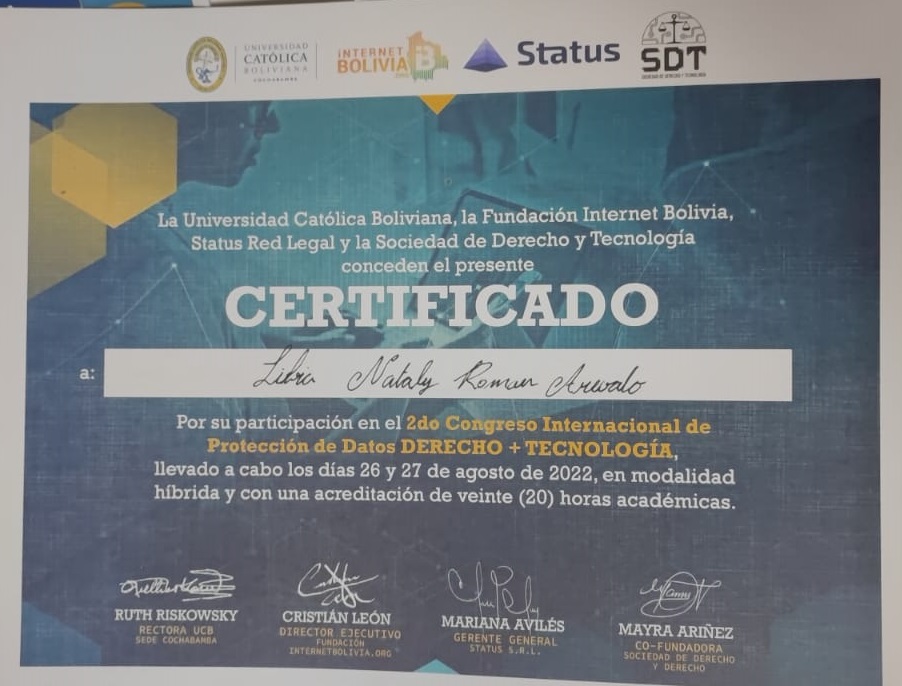 UNIVERSIDAD
CATÓLICA
BOLIVIANA
COCHABAMBA
INTERNET
BOLIVIA
.ORG
Status
SDT
SOCIEDAD DE DERECHO Y TECNOLOGÍA
La Universidad Católica Boliviana, la Fundación Internet Bolivia,
Status Red Legal y la Sociedad de Derecho y Tecnología
conceden el presente
CERTIFICADO
a: Libia Nataly Roman Arevalo
Por su participación en el 2do Congreso Internacional de
Protección de Datos DERECHO + TECNOLOGÍA,
llevado a cabo los días 26 y 27 de agosto de 2022, en modalidad
híbrida y con una acreditación de veinte (20) horas académicas.
RUTH RISKOWSKY
RECTORA UCB
SEDE COCHABAMBA
CRISTIÁN LEÓN
DIRECTOR EJECUTIVO
FUNDACIÓN
INTERNETBOLIVIA.ORG
MARIANA AVILÉS
GERENTE GENERAL
STATUS S.R.L.
MAYRA ARIÑEZ
CO-FUNDADORA
SOCIEDAD DE DERECHO
Y DERECHO